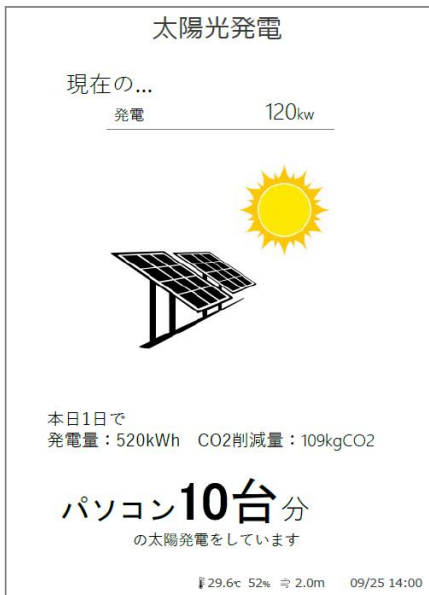 太陽光発電
現在の...
発電 120kw
本日1日で
発電量：520kWh CO2削減量：109kgCO2
パソコン10台分
の太陽発電をしています
29.6℃ 52% 2.0m 09/25 14:00